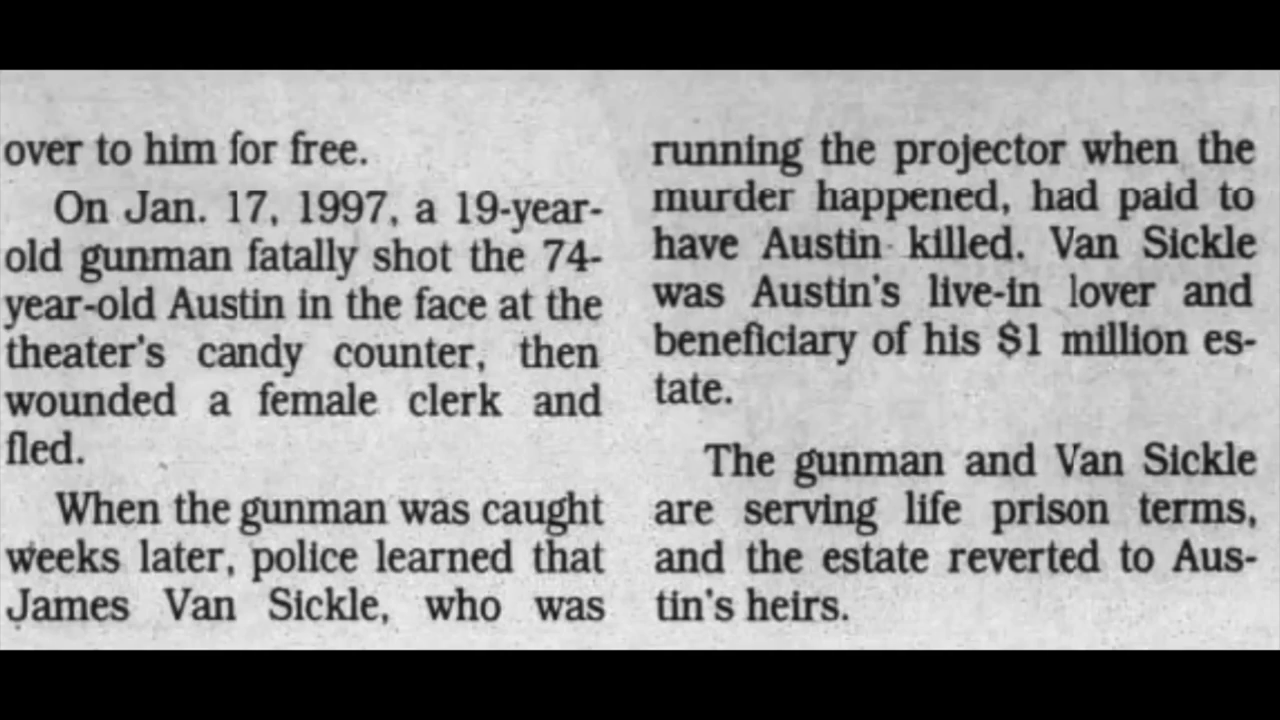 over to him for free.
On Jan. 17, 1997, a 19-year-
old gunman fatally shot the 74-
year-old Austin in the face at the
theater's candy counter, then
wounded a female clerk and
fled.
When the gunman was caught
weeks later, police learned that
James Van Sickle, who was
running the projector when the
murder happened, had paid to
have Austin killed. Van Sickle
was Austin's live-in lover and
beneficiary of his $1 million es-
tate.
The gunman and Van Sickle
are serving life prison terms,
and the estate reverted to Aus-
tin's heirs.